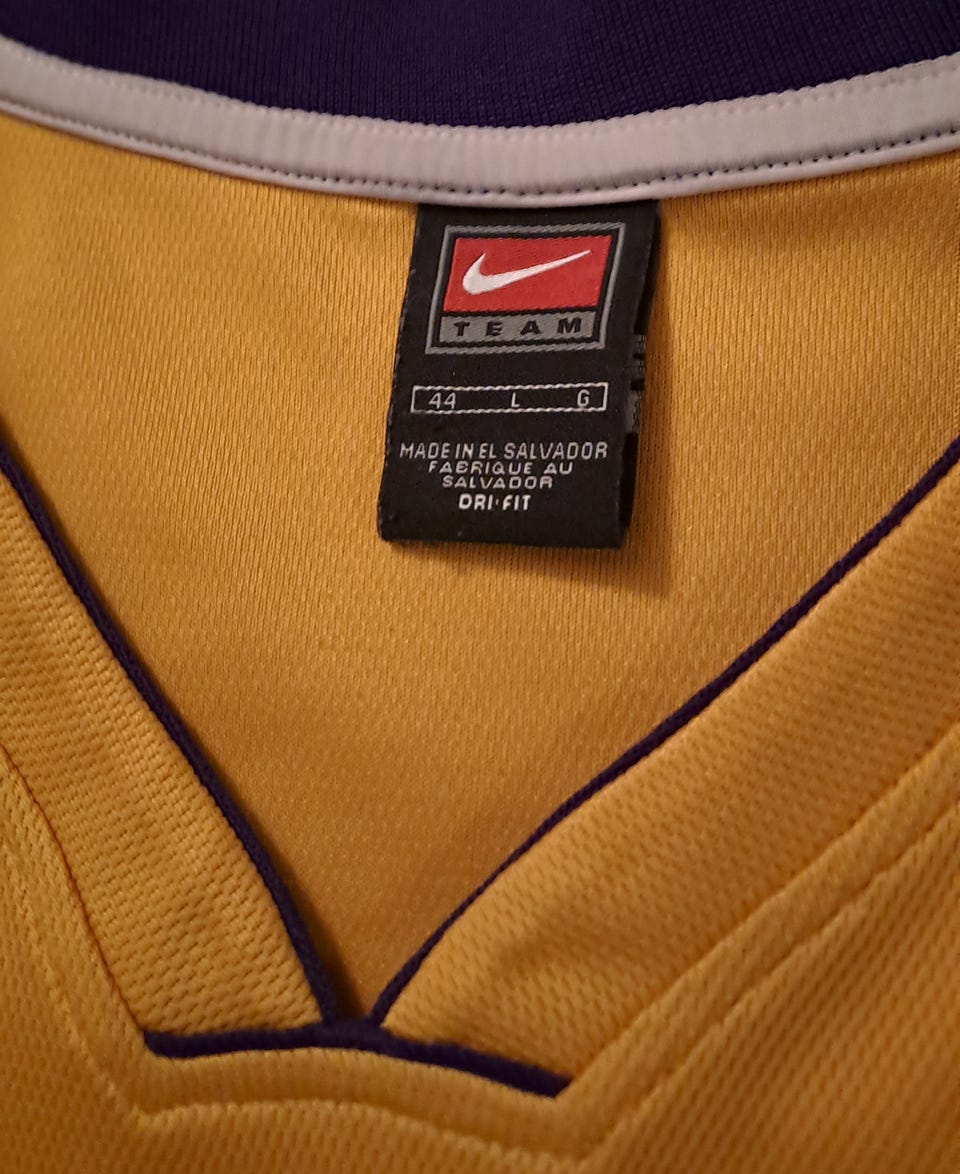 TEAM
44 L G
MADE IN EL SALVADOR
FABRIQUE AU
SALVADOR
DRI·FIT